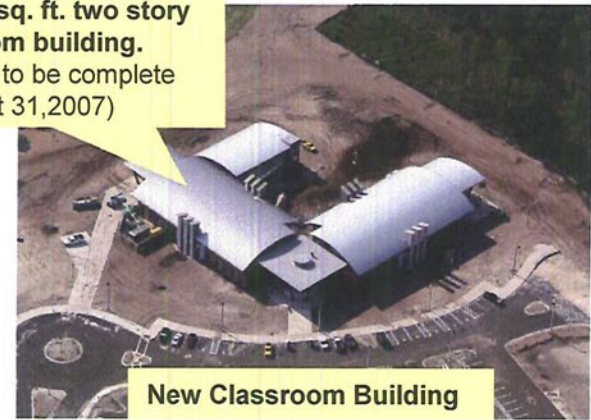 sq. ft. two story
om building.
to be complete
t 31,2007)
New Classroom Building